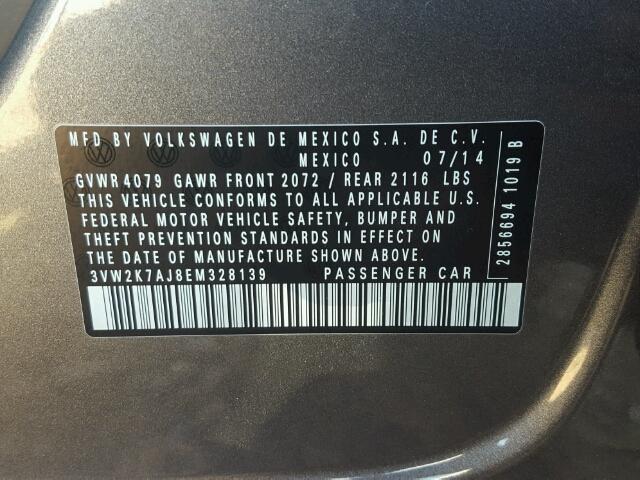 MFD BY VOLKSWAGEN DE MEXICO S.A. DE C.V.
MEXICO 07/14
GVWR 4079 GAWR FRONT 2072 / REAR 2116 LBS
THIS VEHICLE CONFORMS TO ALL APPLICABLE U.S.
FEDERAL MOTOR VEHICLE SAFETY, BUMPER AND
THEFT PREVENTION STANDARDS IN EFFECT ON
THE DATE OF MANUFACTURE SHOWN ABOVE.
3VW2K7AJ8EM328139 PASSENGER CAR
2856694 1019 B